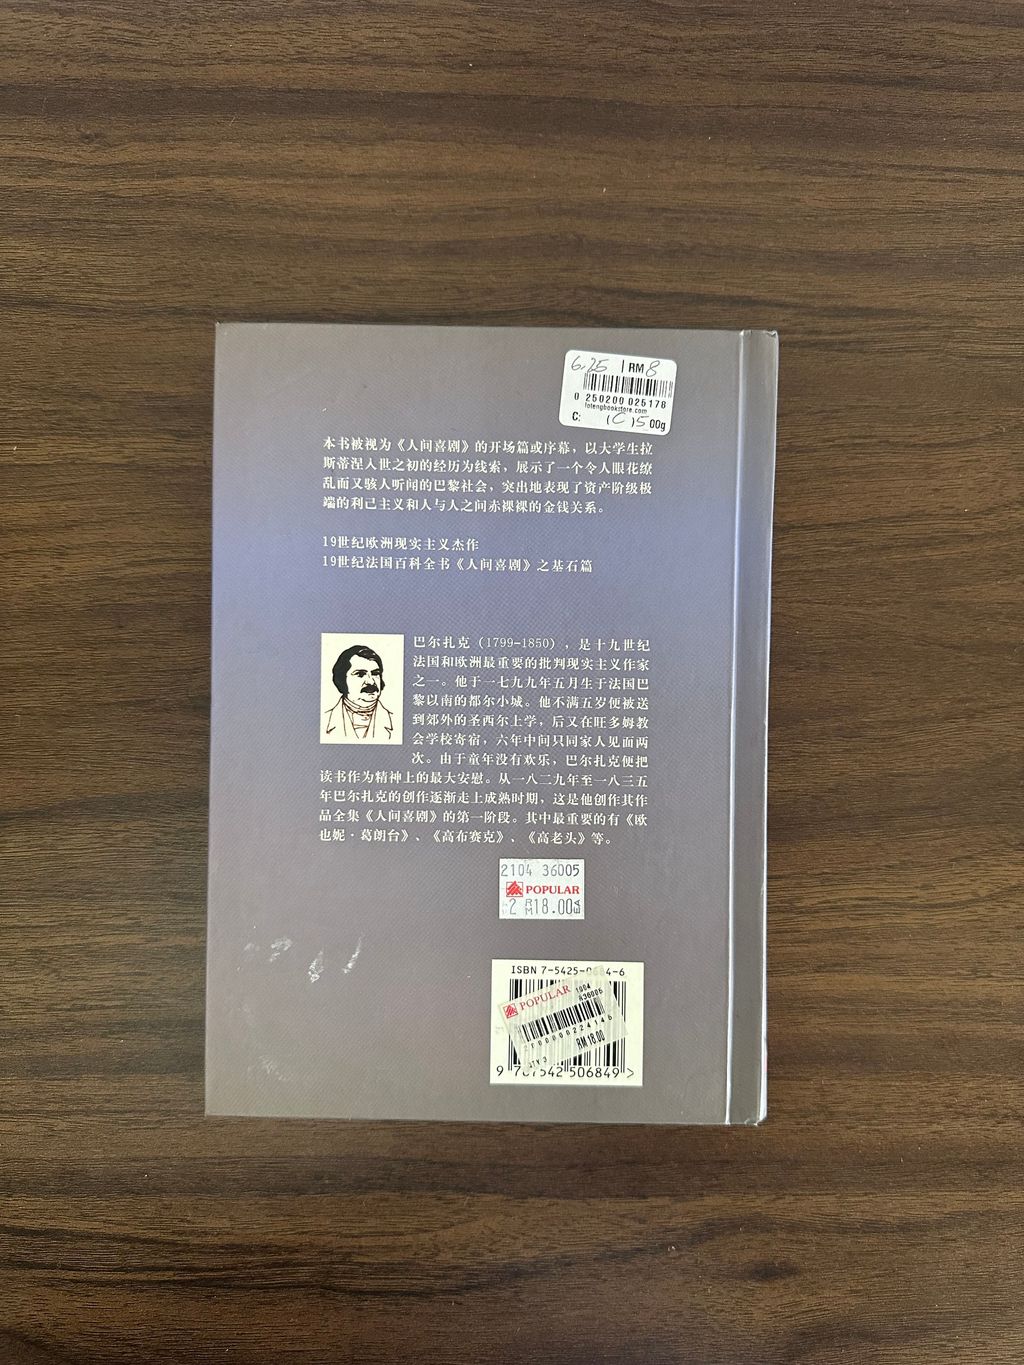 6.25 RM 8
0 250200 025178
lotengbookstore.com
C: 00g
本书被视为《人间喜剧》的开场篇或序幕，以大学生拉
斯蒂涅入世之初的经历为线索，展示了一个令人眼花缭
乱而又骇人听闻的巴黎社会，突出地表现了资产阶级极
端的利己主义和人与人之间赤裸裸的金钱关系。
19世纪欧洲现实主义杰作
19世纪法国百科全书《人间喜剧》之基石篇
巴尔扎克（1799-1850），是十九世纪
法国和欧洲最重要的批判现实主义作家
之一。他于一七九九年五月生于法国巴
黎以南的都尔小城。他不满五岁便被送
到郊外的圣西尔上学，后又在旺多姆教
会学校寄宿，六年中间只同家人见面两
次。由于童年没有欢乐，巴尔扎克便把
读书作为精神上的最大安慰。从一八二九年至一八三五
年巴尔扎克的创作逐渐走上成熟时期，这是他创作其作
品全集《人间喜剧》的第一阶段。其中最重要的有《欧
也妮·葛朗台》、《高布赛克》、《高老头》等。
2104 36005
POPULAR
2 RM18.00EA
ISBN 7-5425-
POPULAR 1904
836005
RM 18.00
506849